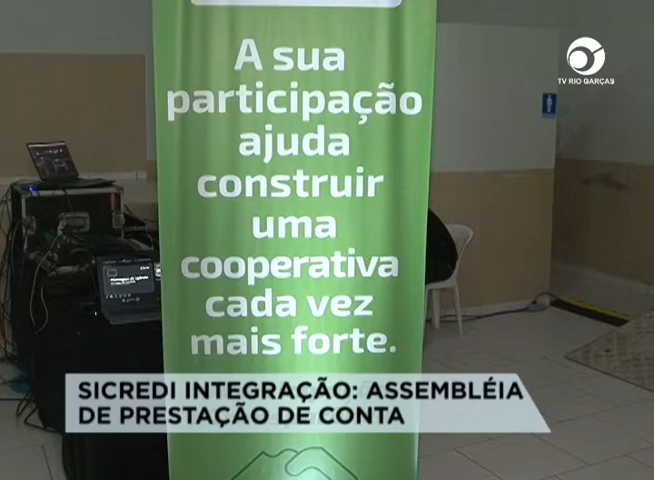 A sua
participação
ajuda
construir
uma
cooperativa
cada vez
mais forte.
TV RIO GARÇAS
SICREDI INTEGRAÇÃO: ASSEMBLÉIA
DE PRESTAÇÃO DE CONTA